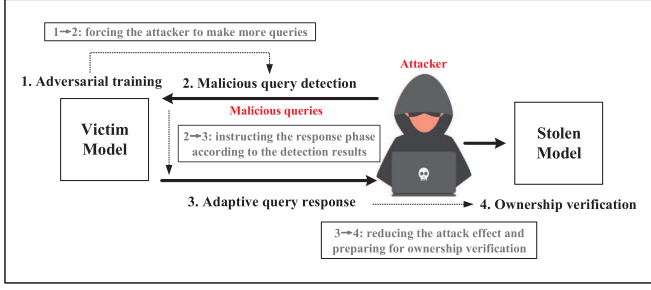 1→2: forcing the attacker to make more queries
Attacker
1. Adversarial training
2. Malicious query detection
Malicious queries
Victim
Model
2→3: instructing the response phase
according to the detection results
Stolen
Model
3. Adaptive query response
4. Ownership verification
3→4: reducing the attack effect and
preparing for ownership verification